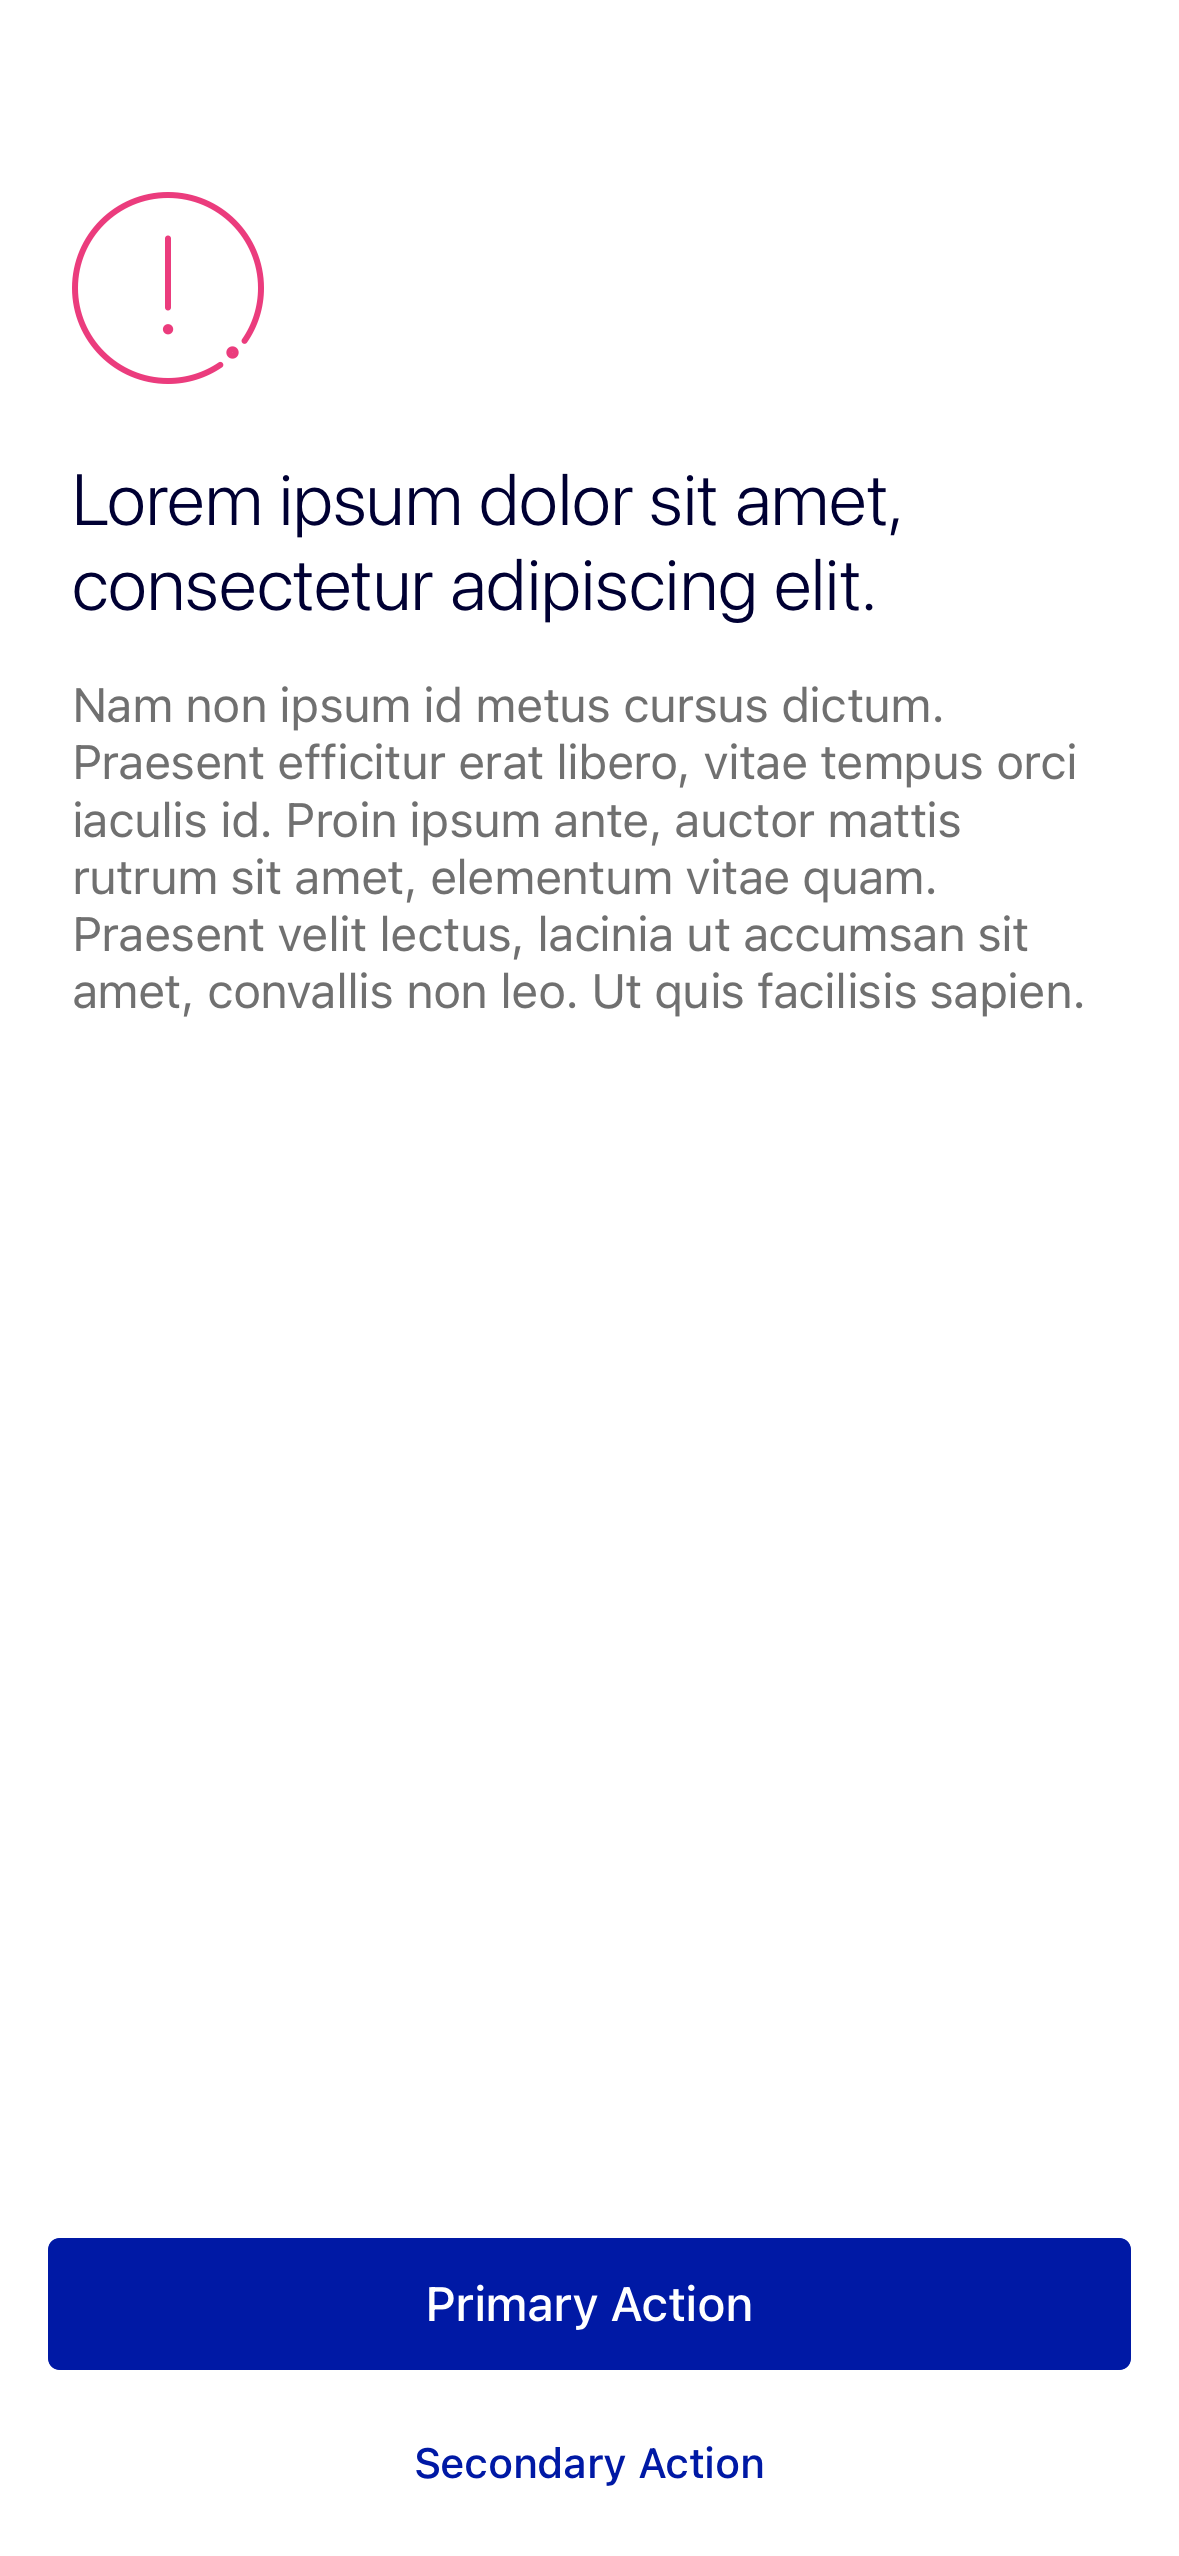 Lorem ipsum dolor sit amet,
consectetur adipiscing elit.
Nam non ipsum id metus cursus dictum.
Praesent efficitur erat libero, vitae tempus orci
iaculis id. Proin ipsum ante, auctor mattis
rutrum sit amet, elementum vitae quam.
Praesent velit lectus, lacinia ut accumsan sit
amet, convallis non leo. Ut quis facilisis sapien.
Primary Action
Secondary Action